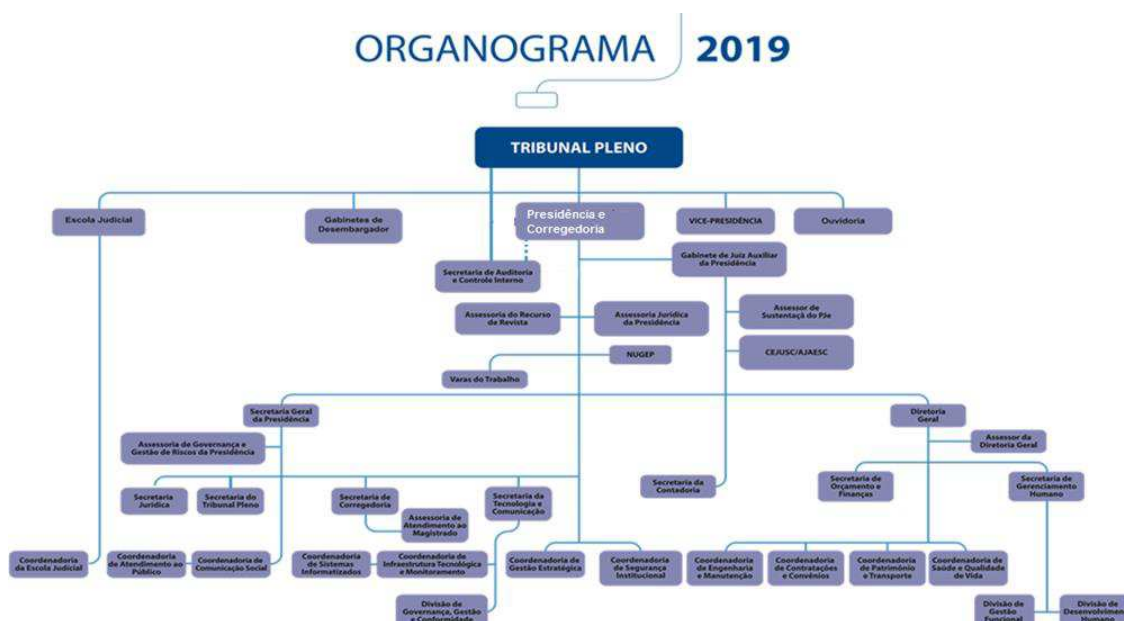 ORGANOGRAMA 2019
TRIBUNAL PLENO
Escola Judicial
Gabinetes de
Desembargador
Presidência e
Corregedoria
VICE-PRESIDÊNCIA
Ouvidoria
Secretaria de Auditoria
e Controle Interno
Gabinete de Juiz Auxiliar
da Presidência
Assessoria do Recurso
de Revista
Assessoria Jurídica
da Presidência
Assessor de
Sustentaçã do PJe
NUGEP
CEJUSC/AJAESC
Varas do Trabalho
Secretaria Geral
da Presidência
Diretoria
Geral
Assessoria de Governança e
Gestão de Riscos da Presidência
Assessor da
Diretoria Geral
Secretaria
Jurídica
Secretaria do
Tribunal Pleno
Secretaria de
Corregedoria
Secretaria da
Tecnologia e
Comunicação
Secretaria da
Contadoria
Secretaria de
Orçamento e
Finanças
Secretaria de
Gerenciamento
Humano
Assessoria de
Atendimento ao
Magistrado
Coordenadoria
da Escola Judicial
Coordenadoria
de Atendimento ao
Público
Coordenadoria de
Comunicação Social
Coordenadoria
de Sistemas
Informatizados
Coordenadoria de
Infraestrutura Tecnológica
e Monitoramento
Coordenadoria de
Gestão Estratégica
Coordenadoria
de Segurança
Institucional
Coordenadoria
de Engenharia
e Manutenção
Coordenadoria
de Contratações
e Convênios
Coordenadoria
de Patrimônio
e Transporte
Coordenadoria de
Saúde e Qualidade
de Vida
Divisão de
Governança, Gestão
e Conformidade
Divisão de
Gestão
Funcional
Divisão de
Desenvolvimen
Humano